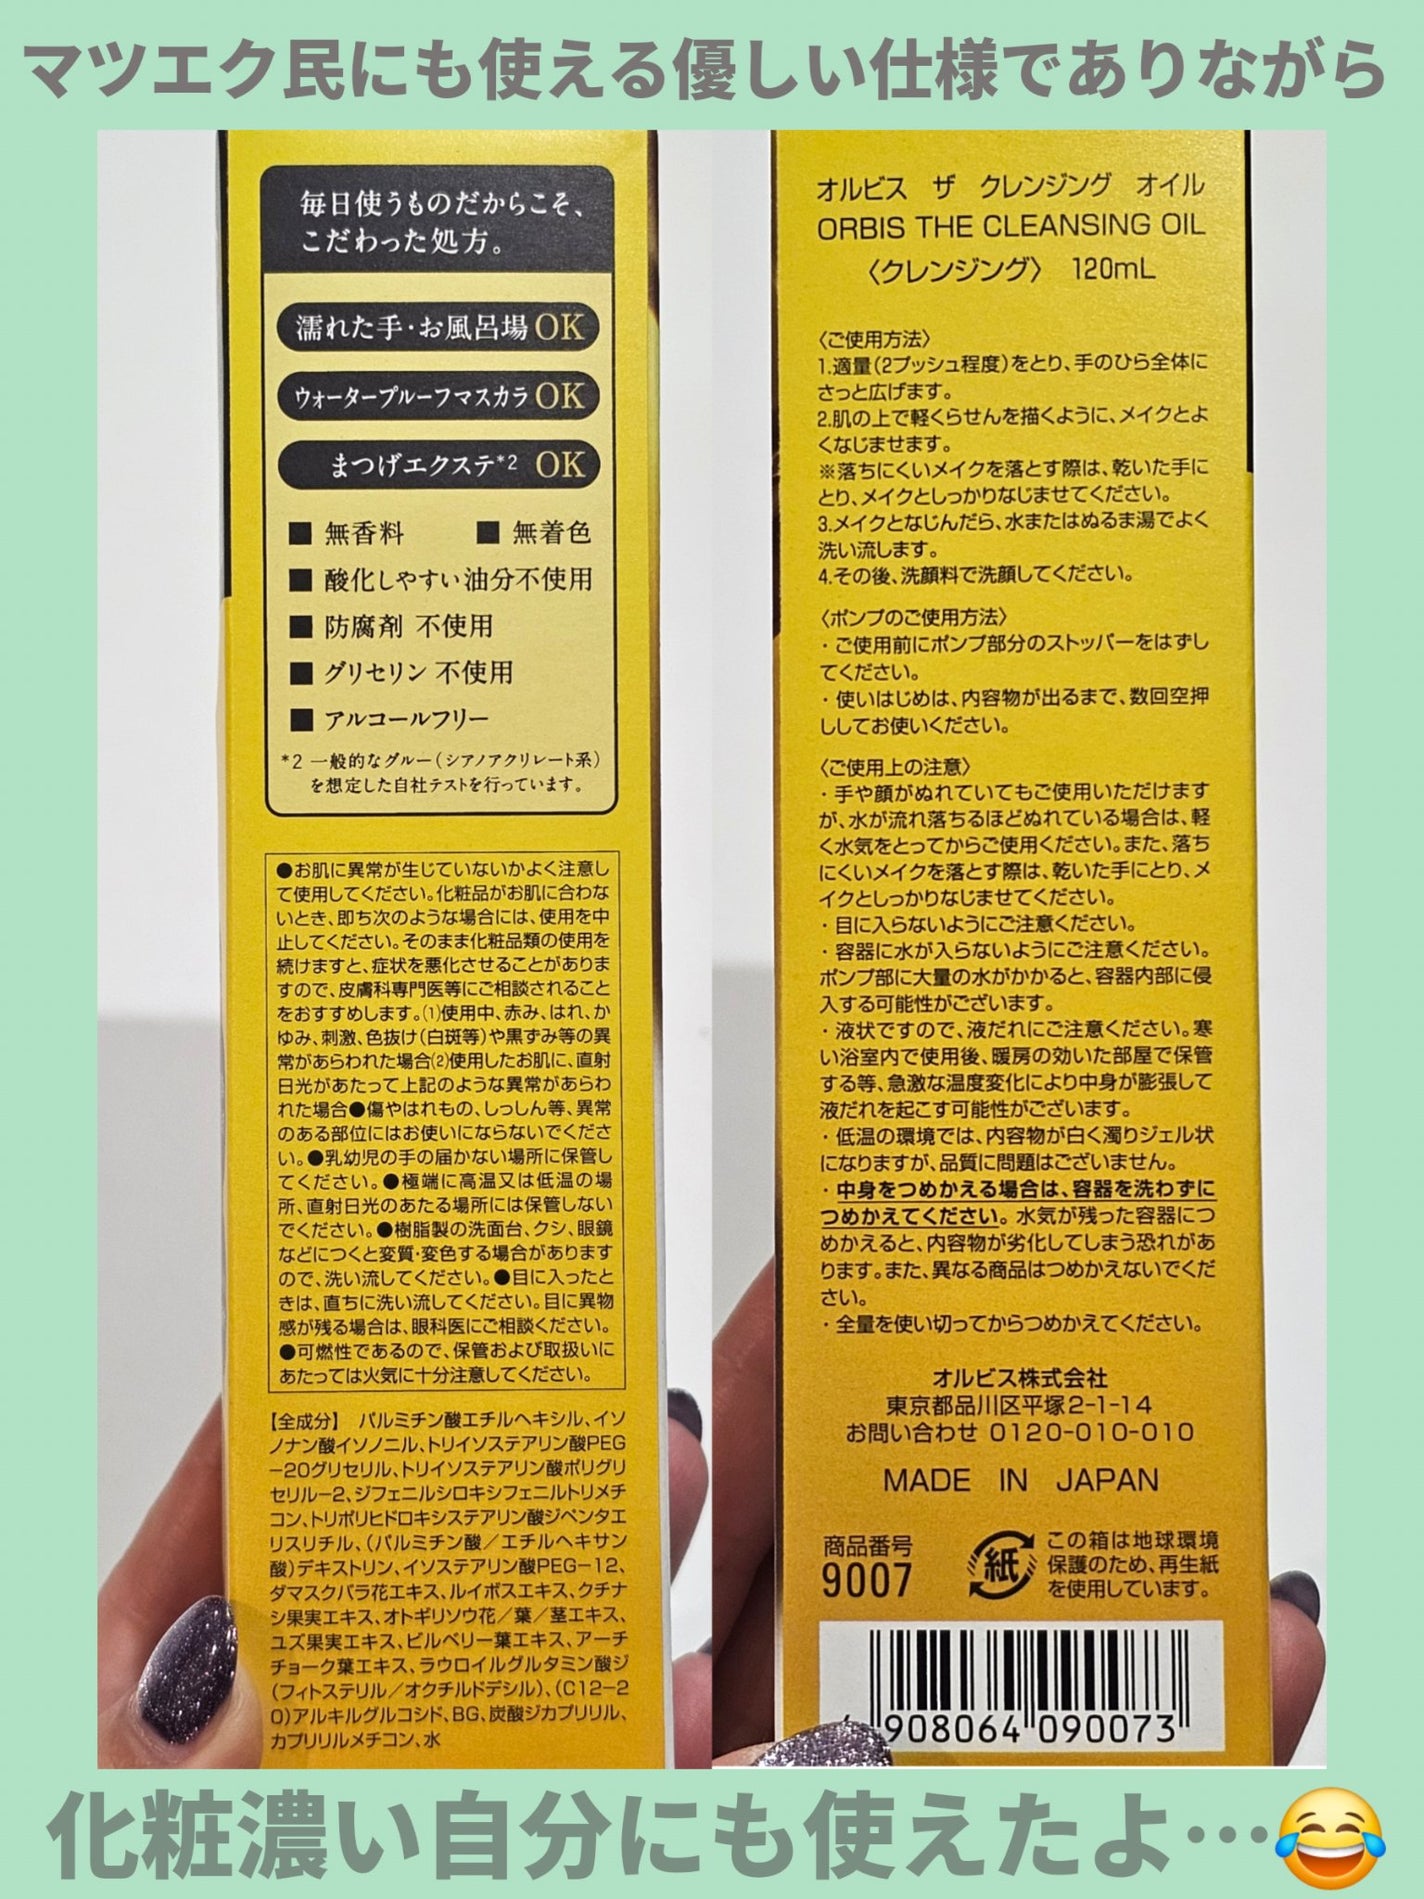 マツエク民にも使える優しい仕様でありながら
毎日使うものだからこそ、
こだわった処方。
濡れた手・お風呂場OK
ウォータープルーフマスカラOK
まつげエクステ*2 OK
■ 無香料 ■ 無着色
■ 酸化しやすい油分不使用
■ 防腐剤 不使用
■ グリセリン 不使用
■ アルコールフリー
*2 一般的なグルー(シアノアクリレート系)
を想定した自社テストを行っています。
●お肌に異常が生じていないかよく注意し
て使用してください。化粧品がお肌に合わな
いとき、即ち次のような場合には、使用を中
止してください。そのまま化粧品類の使用を
続けますと、症状を悪化させることがありま
すので、皮膚科専門医等にご相談されること
をおすすめします。(1)使用中、赤み、はれ、か
ゆみ、刺激、色抜け(白斑等)や黒ずみ等の異
常があらわれた場合(2)使用したお肌に、直射
日光があたって上記のような異常があらわ
れた場合●傷やはれもの、しっしん等、異常
のある部位にはお使いにならないでくださ
い。●乳幼児の手の届かない場所に保管し
てください。●極端に高温又は低温の場
所、直射日光のあたる場所には保管しない
でください。●樹脂製の洗面台、クシ、眼鏡
などにつくと変質・変色する場合があります
ので、洗い流してください。●目に入ったと
きは、直ちに洗い流してください。目に異物
感が残る場合は、眼科医にご相談ください。
●可燃性であるので、保管および取扱いに
あたっては火気に十分注意してください。
【全成分】 パルミチン酸エチルヘキシル、イソ
ノナン酸イソノニル、トリイソステアリン酸PEG
-20グリセリル、トリイソステアリン酸ポリグリ
セリル-2、ジフェニルシロキシフェニルトリメチ
コン、トリポリヒドロキシステアリン酸ジペンタエ
リスリチル、(パルミチン酸/エチルヘキサン
酸)デキストリン、イソステアリン酸PEG-12、
ダマスクバラ花エキス、ルイボスエキス、クチナ
シ果実エキス、オトギリソウ花/葉/茎エキス、
ユズ果実エキス、ビルベリー葉エキス、アーチ
チョーク葉エキス、ラウロイルグルタミン酸ジ
(フィトステリル/オクチルドデシル)、(C12-2
0)アルキルグルコシド、BG、炭酸ジカプリリル、
カプリリルメチコン、水
オルビス ザ クレンジング オイル
ORBIS THE CLEANSING OIL
〈クレンジング〉 120mL
〈ご使用方法〉
1.適量(2プッシュ程度)をとり、手のひら全体に
さっと広げます。
2.肌の上で軽くらせんを描くように、メイクとよ
くなじませます。
※落ちにくいメイクを落とす際は、乾いた手に
とり、メイクとしっかりなじませてください。
3.メイクとなじんだら、水またはぬるま湯でよく
洗い流します。
4.その後、洗顔料で洗顔してください。
〈ポンプのご使用方法〉
・ご使用前にポンプ部分のストッパーをはずし
てください。
・使いはじめは、内容物が出るまで、数回空押
ししてお使いください。
〈ご使用上の注意〉
・手や顔がぬれていてもご使用いただけます
が、水が流れ落ちるほどぬれている場合は、軽
く水気をとってからご使用ください。また、落ち
にくいメイクを落とす際は、乾いた手にとり、メ
イクとしっかりなじませてください。
・目に入らないようにご注意ください。
・容器に水が入らないようにご注意ください。
ポンプ部に大量の水がかかると、容器内部に侵
入する可能性がございます。
・液状ですので、液だれにご注意ください。寒
い浴室内で使用後、暖房の効いた部屋で保管
する等、急激な温度変化により中身が膨張して
液だれを起こす可能性がございます。
・低温の環境では、内容物が白く濁りジェル状
になりますが、品質に問題はございません。
・中身をつめかえる場合は、容器を洗わずに
つめかえてください。水気が残った容器につ
めかえると、内容物が劣化してしまう恐れがあ
ります。また、異なる商品はつめかえないでくだ
さい。
・全量を使い切ってからつめかえてください。
オルビス株式会社
東京都品川区平塚2-1-14
お問い合わせ 0120-010-010
MADE IN JAPAN
商品番号
9007
紙
この箱は地球環境
保護のため、再生紙
を使用しています。
908064 090073
化粧濃い自分にも使えたよ…😂